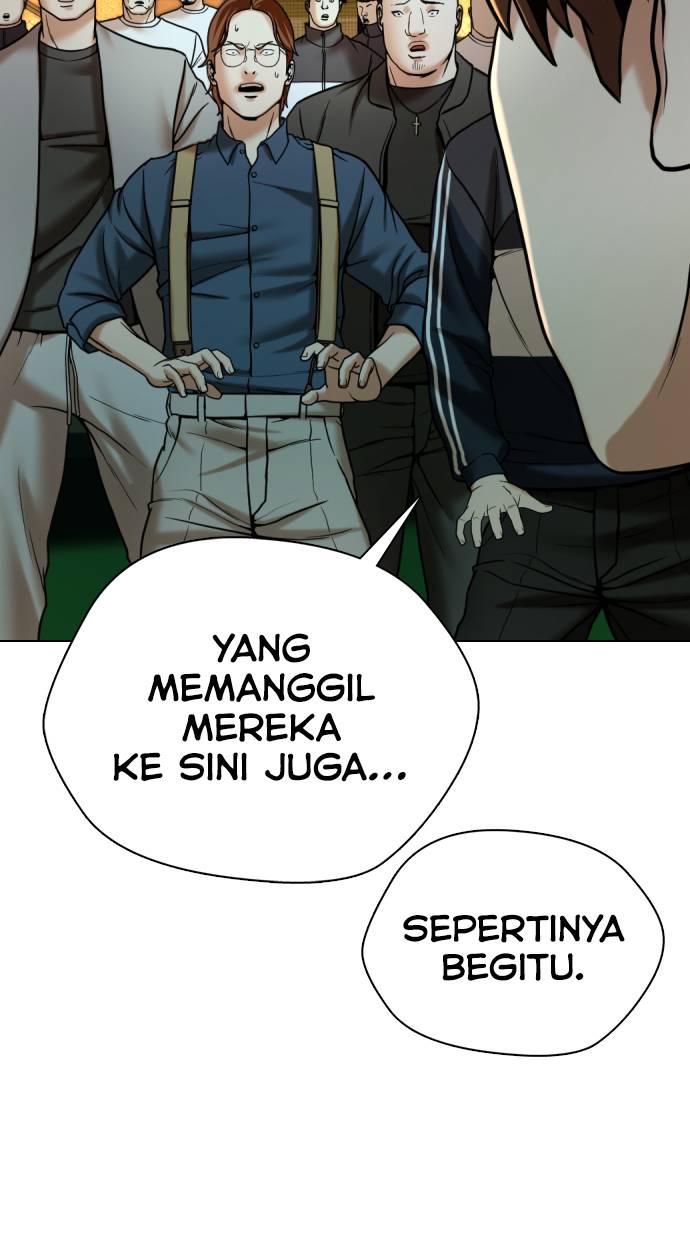 YANG
MEMANGGIL
MEREKA
KE SINI JUGA...
SEPERTINYA
BEGITU.